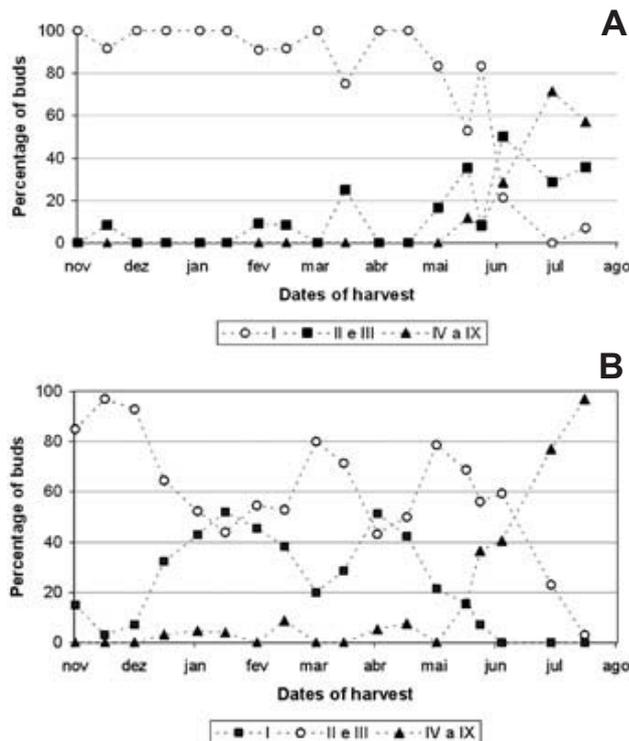 A
100
80
60
40
20
0
Percentage of buds
nov dez jan fev mar abr mai jun jul ago
Dates of harvest
I II e III IV a IX
B
100
80
60
40
20
0
Percentage of buds
nov dez jan fev mar abr mai jun jul ago
Dates of harvest
I II e III IV a IX